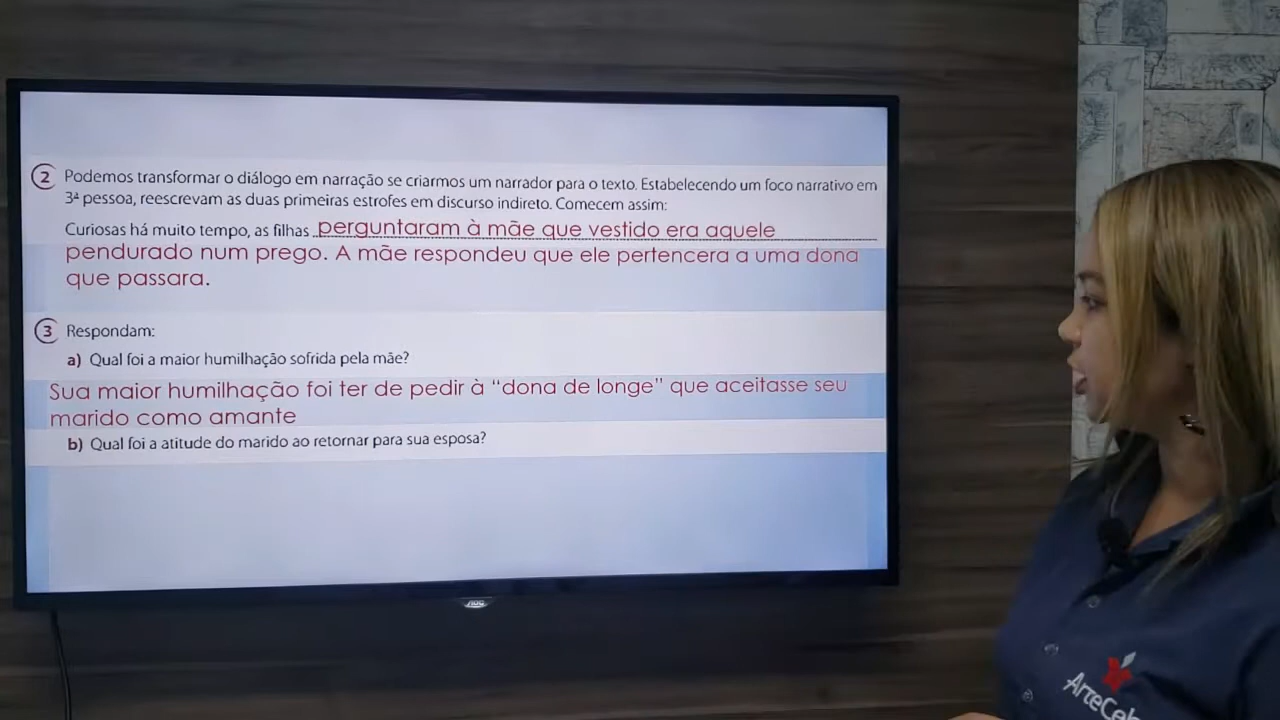 2 Podemos transformar o diálogo em narração se criarmos um narrador para o texto. Estabelecendo um foco narrativo em
3ª pessoa, reescrevam as duas primeiras estrofes em discurso indireto. Comecem assim:
Curiosas há muito tempo, as filhas perguntaram à mãe que vestido era aquele
pendurado num prego. A mãe respondeu que ele pertencera a uma dona
que passara.
3 Respondam:
a) Qual foi a maior humilhação sofrida pela mãe?
Sua maior humilhação foi ter de pedir à “dona de longe” que aceitasse seu
marido como amante
b) Qual foi a atitude do marido ao retornar para sua esposa?
AOC